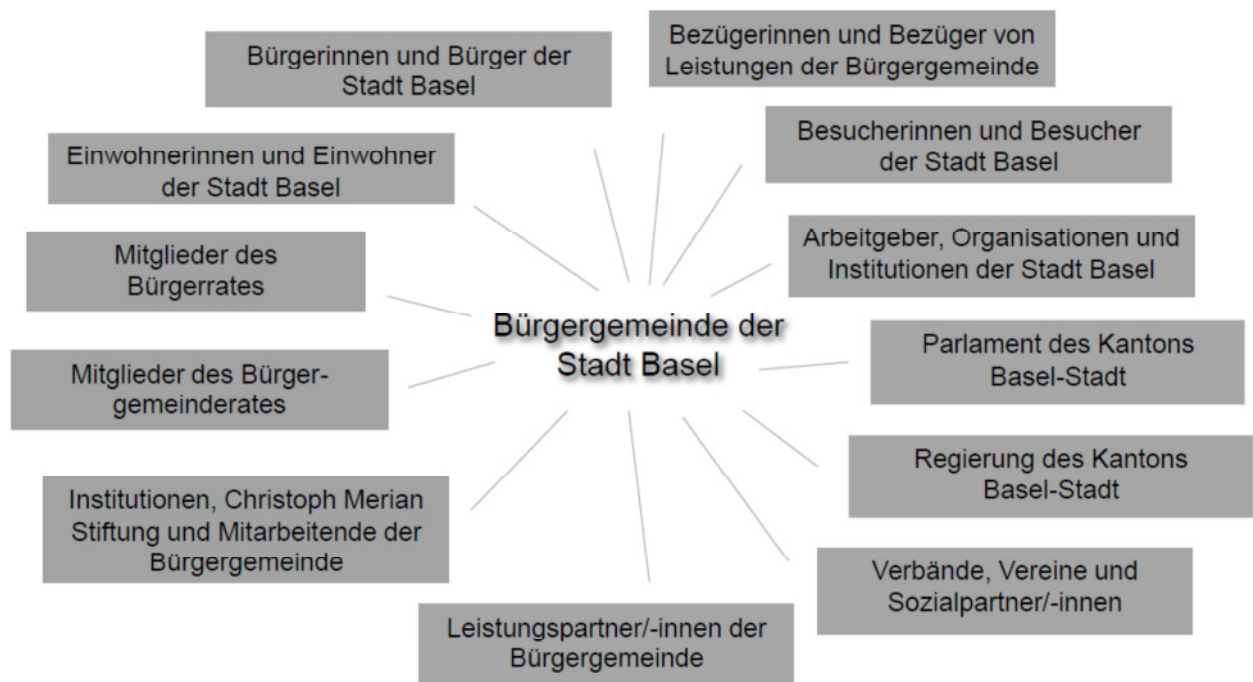 Bürgerinnen und Bürger der
Stadt Basel
Bezügerinnen und Bezüger von
Leistungen der Bürgergemeinde
Einwohnerinnen und Einwohner
der Stadt Basel
Besucherinnen und Besucher
der Stadt Basel
Mitglieder des
Bürgerrates
Arbeitgeber, Organisationen und
Institutionen der Stadt Basel
Bürgergemeinde der
Stadt Basel
Mitglieder des Bürger-
gemeinderates
Parlament des Kantons
Basel-Stadt
Institutionen, Christoph Merian
Stiftung und Mitarbeitende der
Bürgergemeinde
Regierung des Kantons
Basel-Stadt
Leistungspartner/-innen der
Bürgergemeinde
Verbände, Vereine und
Sozialpartner/-innen